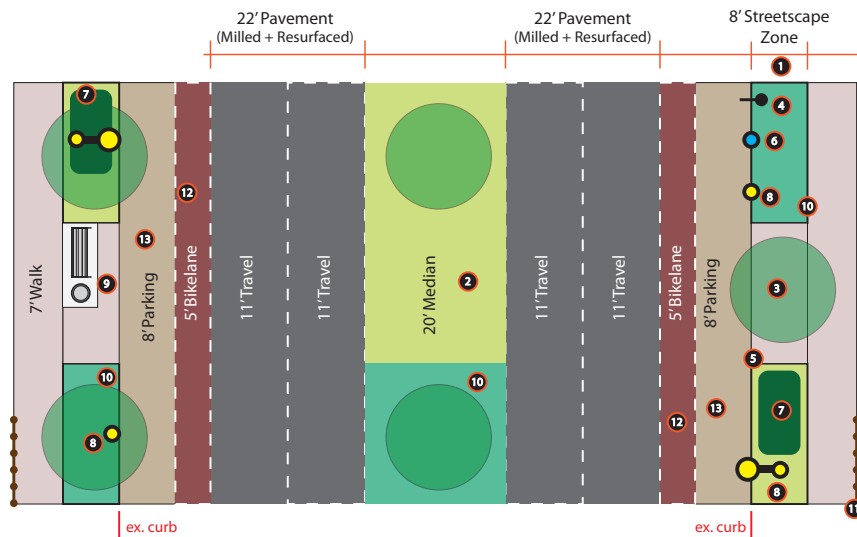 22' Pavement
(Milled + Resurfaced)
22' Pavement
(Milled + Resurfaced)
8' Streetscape
Zone
1
7
4
6
12
8
10
13
7' Walk
9
8' Parking
5' Bikelane
11' Travel
11' Travel
20' Median
2
11' Travel
11' Travel
5' Bikelane
8' Parking
3
5
10
10
13
7
12
8
8
11
ex. curb
ex. curb